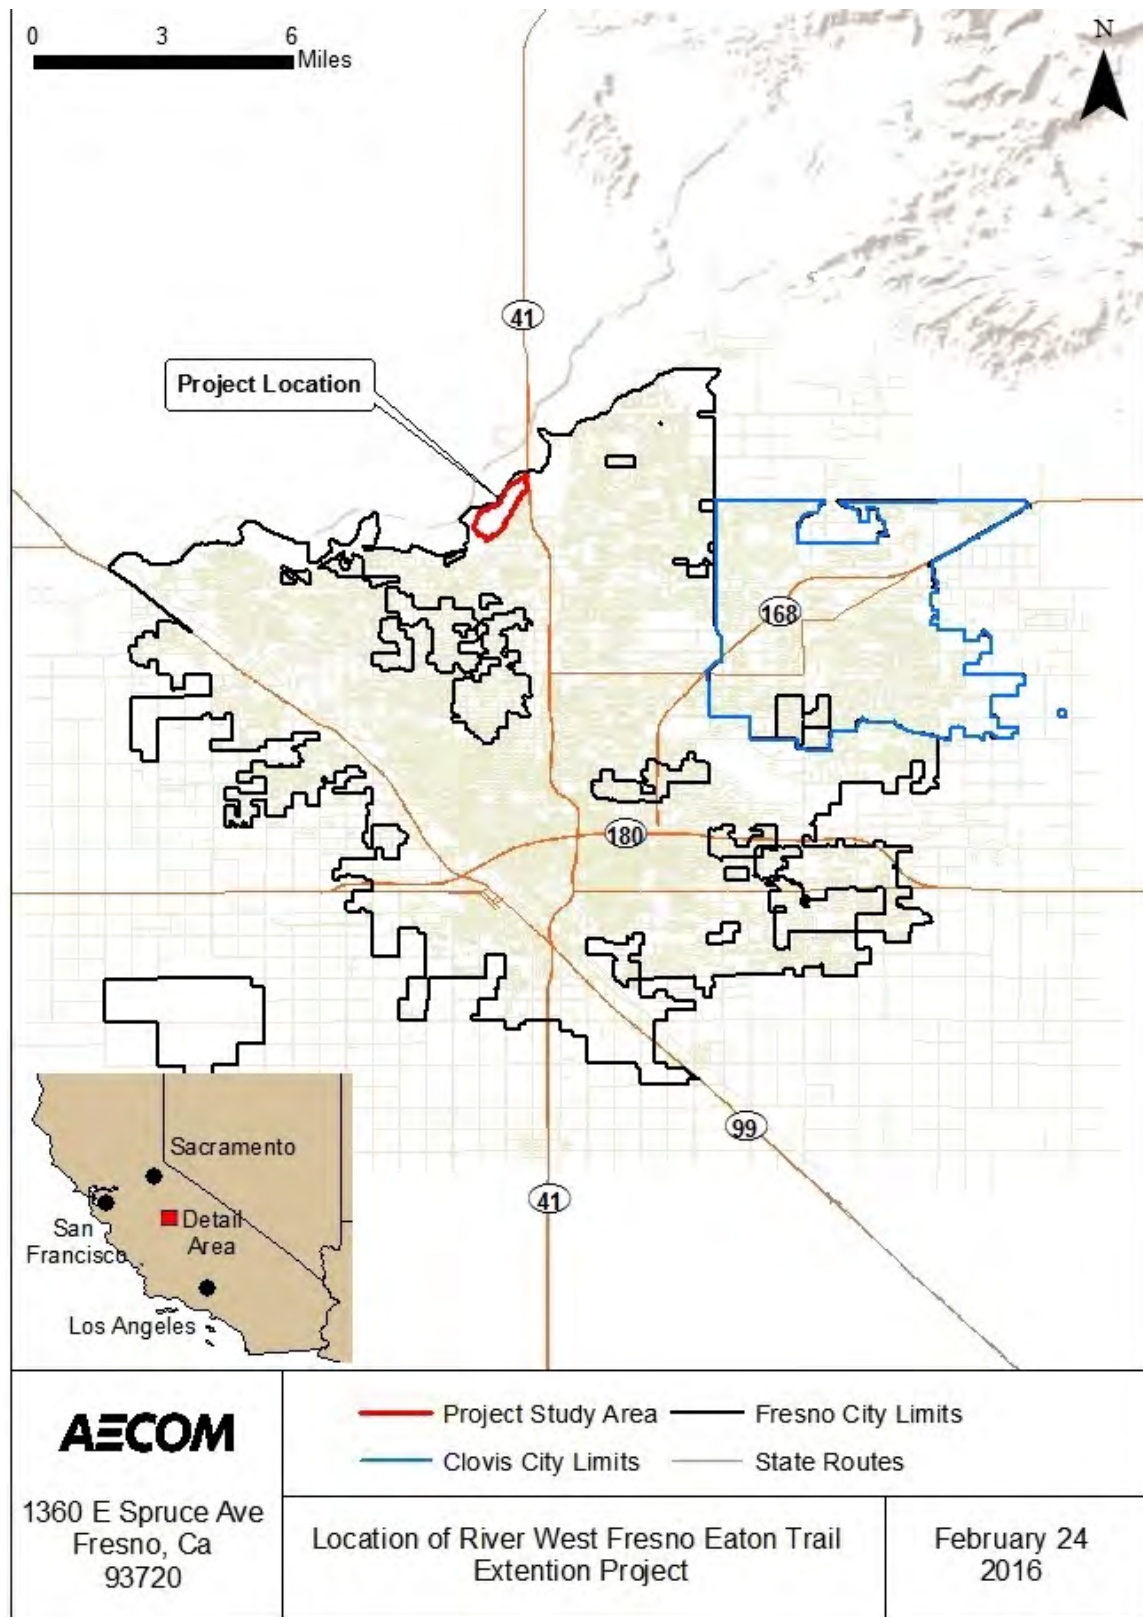 0 3 6
Miles
N
41
Project Location
168
180
99
41
Sacramento
San
Francisco
Detail
Area
Los Angeles
AECOM
1360 E Spruce Ave
Fresno, Ca
93720
Project Study Area
Fresno City Limits
Clovis City Limits
State Routes
Location of River West Fresno Eaton Trail
Extention Project
February 24
2016